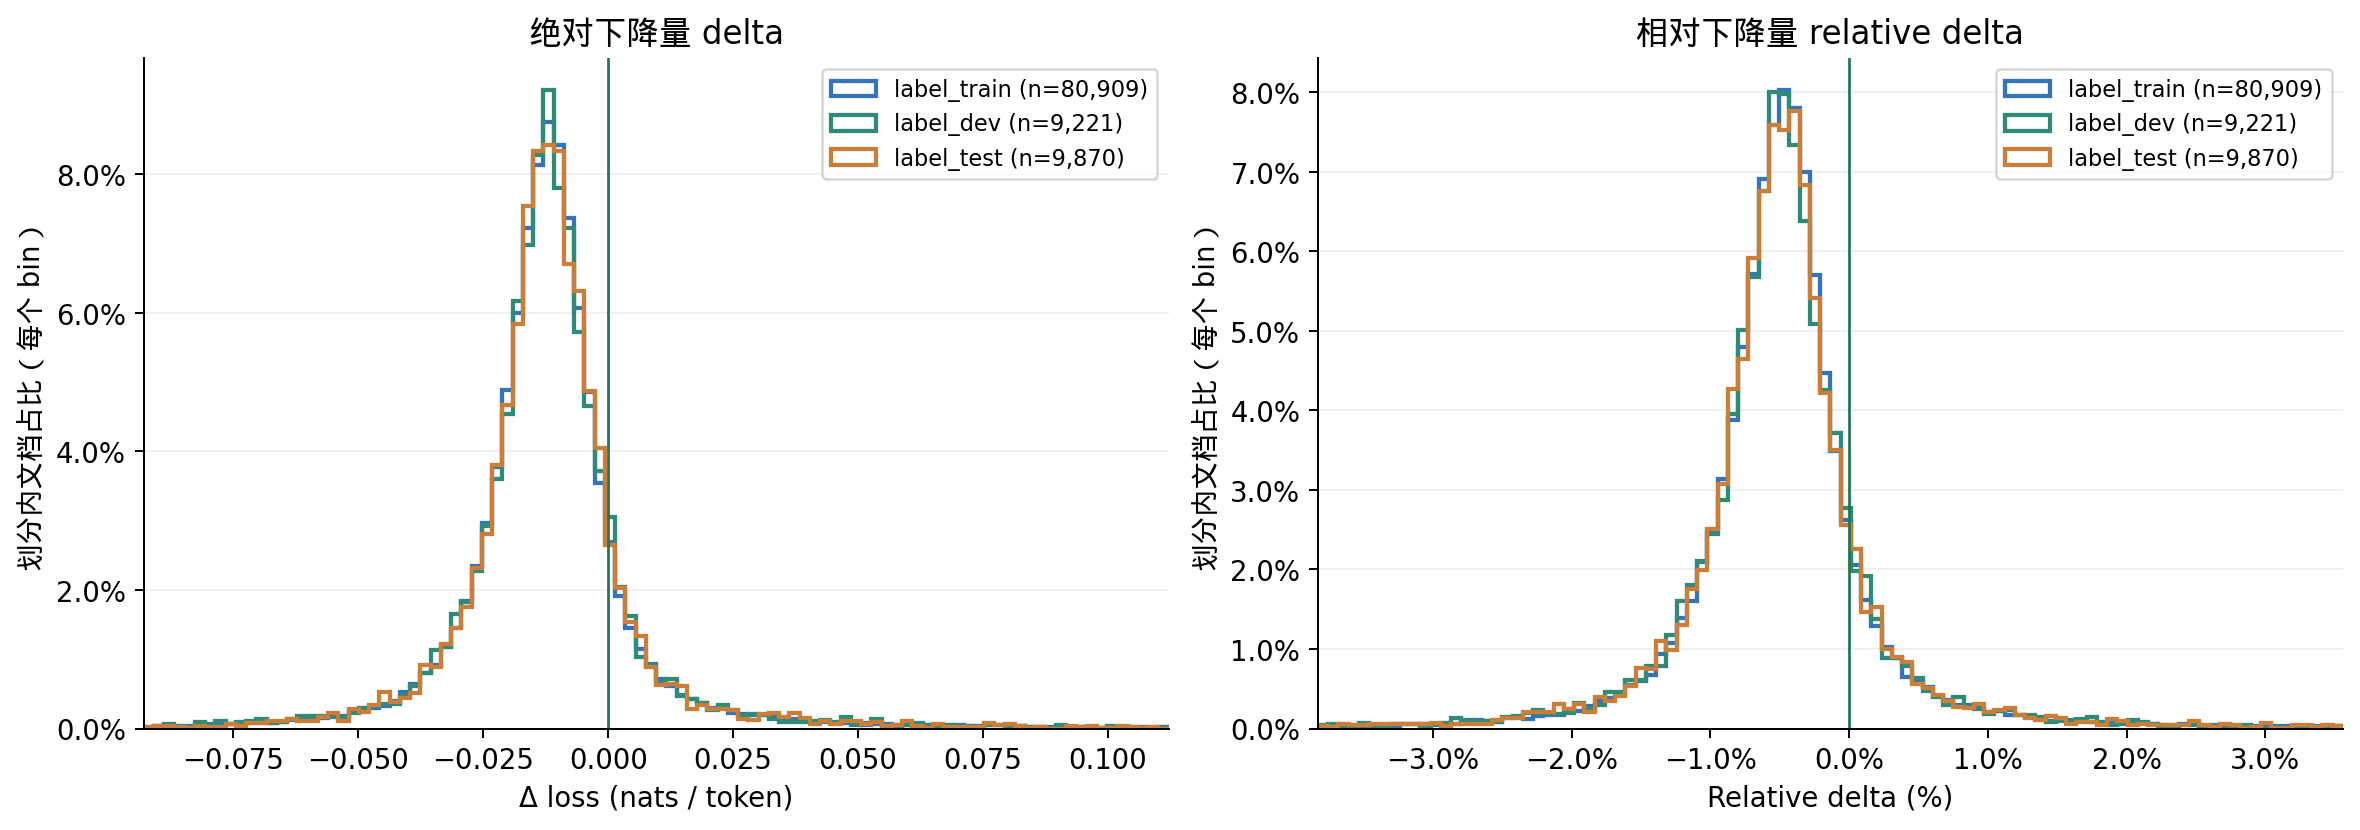 绝对下降量 delta
label_train (n=80,909)
label_dev (n=9,221)
label_test (n=9,870)
划分内文档占比（每个 bin）
8.0%
6.0%
4.0%
2.0%
0.0%
−0.075 −0.050 −0.025 0.000 0.025 0.050 0.075 0.100
Δ loss (nats / token)
相对下降量 relative delta
label_train (n=80,909)
label_dev (n=9,221)
label_test (n=9,870)
划分内文档占比（每个 bin）
8.0%
7.0%
6.0%
5.0%
4.0%
3.0%
2.0%
1.0%
0.0%
−3.0% −2.0% −1.0% 0.0% 1.0% 2.0% 3.0%
Relative delta (%)